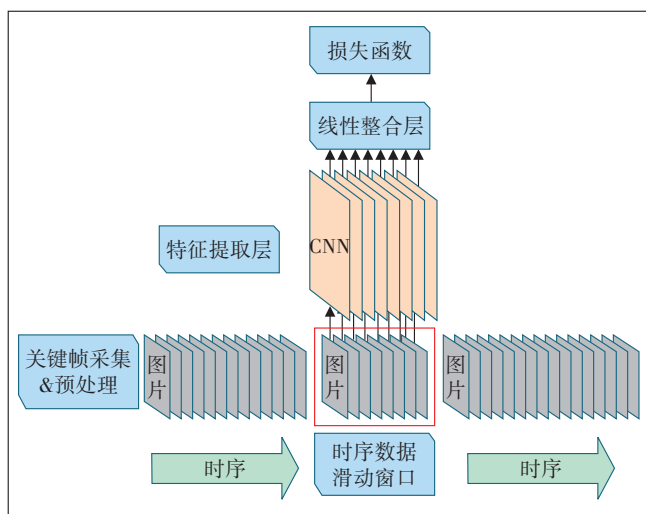 损失函数
线性整合层
CNN
特征提取层
关键帧采集
&预处理
图片
图片
图片
时序
时序数据
滑动窗口
时序